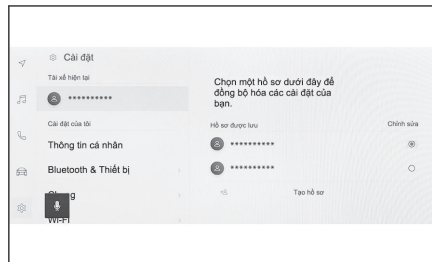 Cài đặt
Tài xế hiện tại
**********
Cài đặt của tôi
Thông tin cá nhân
Bluetooth & Thiết bị
Wi-Fi
Chọn một hồ sơ dưới đây để
đồng bộ hóa các cài đặt của
bạn.
Hồ sơ được lưu
Chỉnh sửa
**********
**********
Tạo hồ sơ